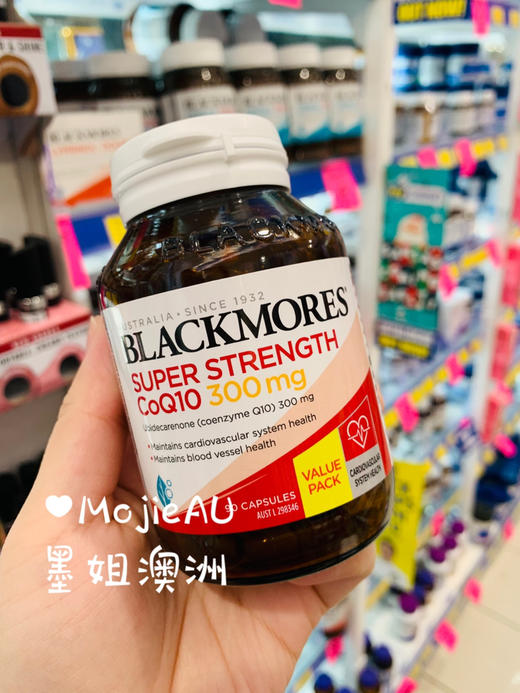 AUSTRALIA • SINCE 1932
BLACKMORES®
SUPER STRENGTH
CoQ10 300 mg
Ubidecarenone (coenzyme Q10) 300 mg
• Maintains cardiovascular system health
• Maintains blood vessel health
VALUE
PACK
CARDIOVASCULAR
SYSTEM HEALTH
90 CAPSULES
AUST L 298346
♥MojieAU
墨姐澳洲
BLACKMORES